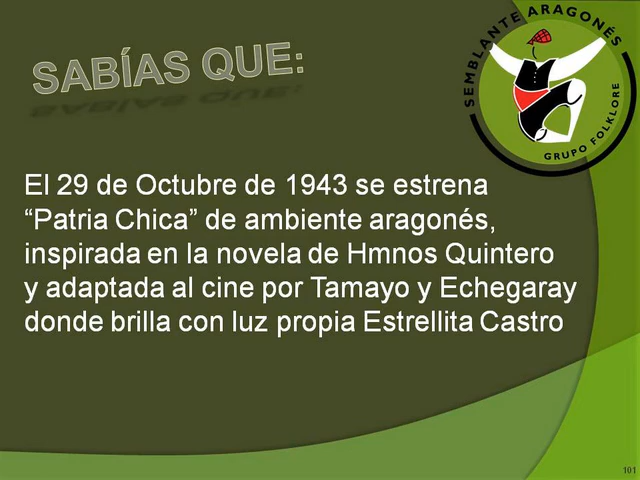 SABÍAS QUE:
SEMBLANTE ARAGONÉS
GRUPO FOLKLORE
El 29 de Octubre de 1943 se estrena
“Patria Chica” de ambiente aragonés,
inspirada en la novela de Hmnos Quintero
y adaptada al cine por Tamayo y Echegaray
donde brilla con luz propia Estrellita Castro
101